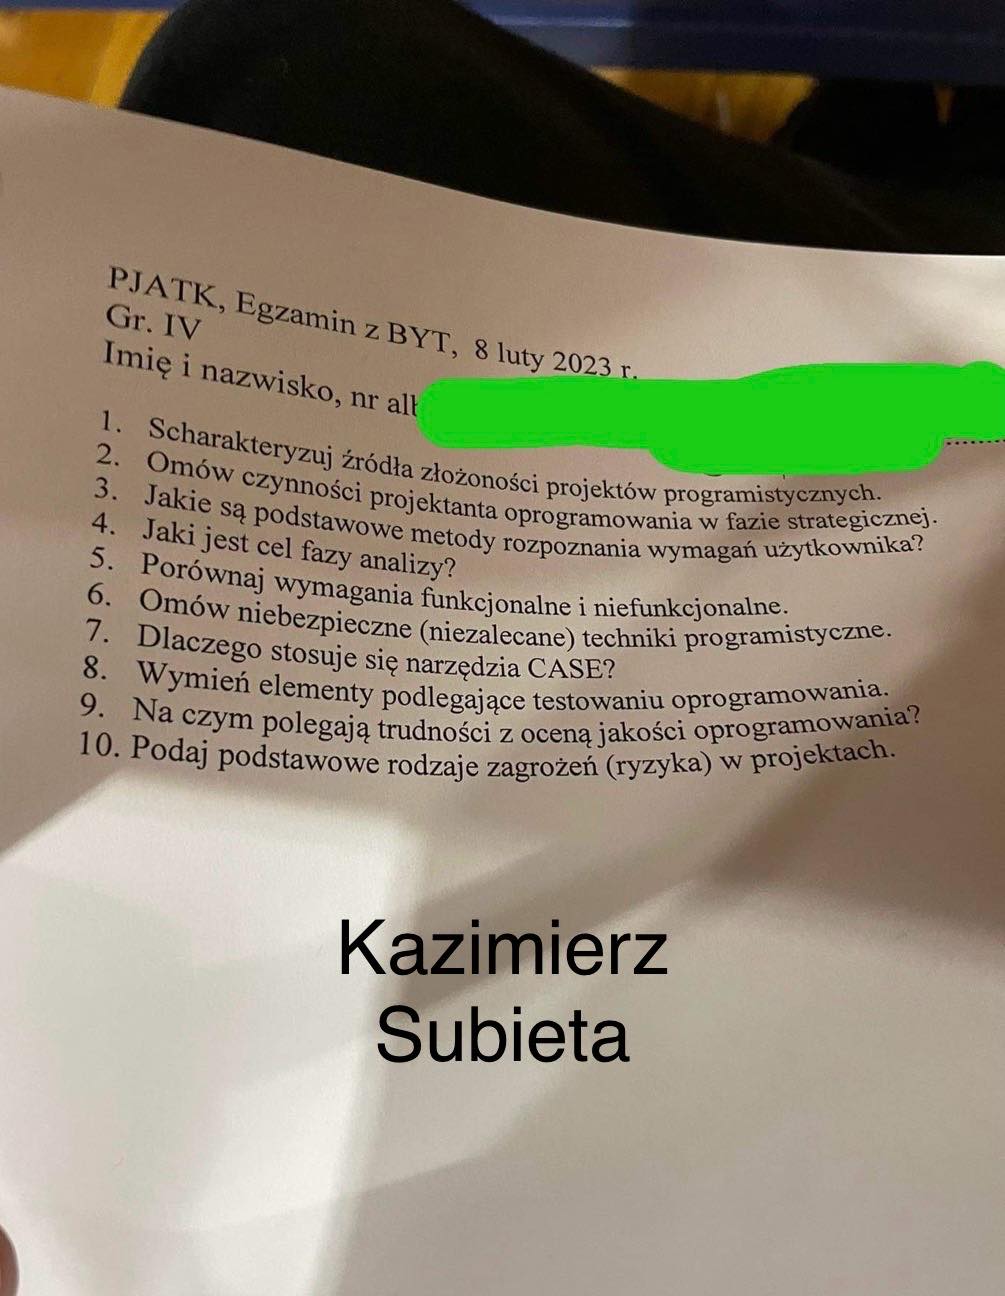 PJATK, Egzamin z BYT, 8 luty 2023 r.
Gr. IV
Imię i nazwisko, nr alb
1. Scharakteryzuj źródła złożoności projektów programistycznych.
2. Omów czynności projektanta oprogramowania w fazie strategicznej.
3. Jakie są podstawowe metody rozpoznania wymagań użytkownika?
4. Jaki jest cel fazy analizy?
5. Porównaj wymagania funkcjonalne i niefunkcjonalne.
6. Omów niebezpieczne (niezalecane) techniki programistyczne.
7. Dlaczego stosuje się narzędzia CASE?
8. Wymień elementy podlegające testowaniu oprogramowania.
9. Na czym polegają trudności z oceną jakości oprogramowania?
10. Podaj podstawowe rodzaje zagrożeń (ryzyka) w projektach.
Kazimierz
Subieta